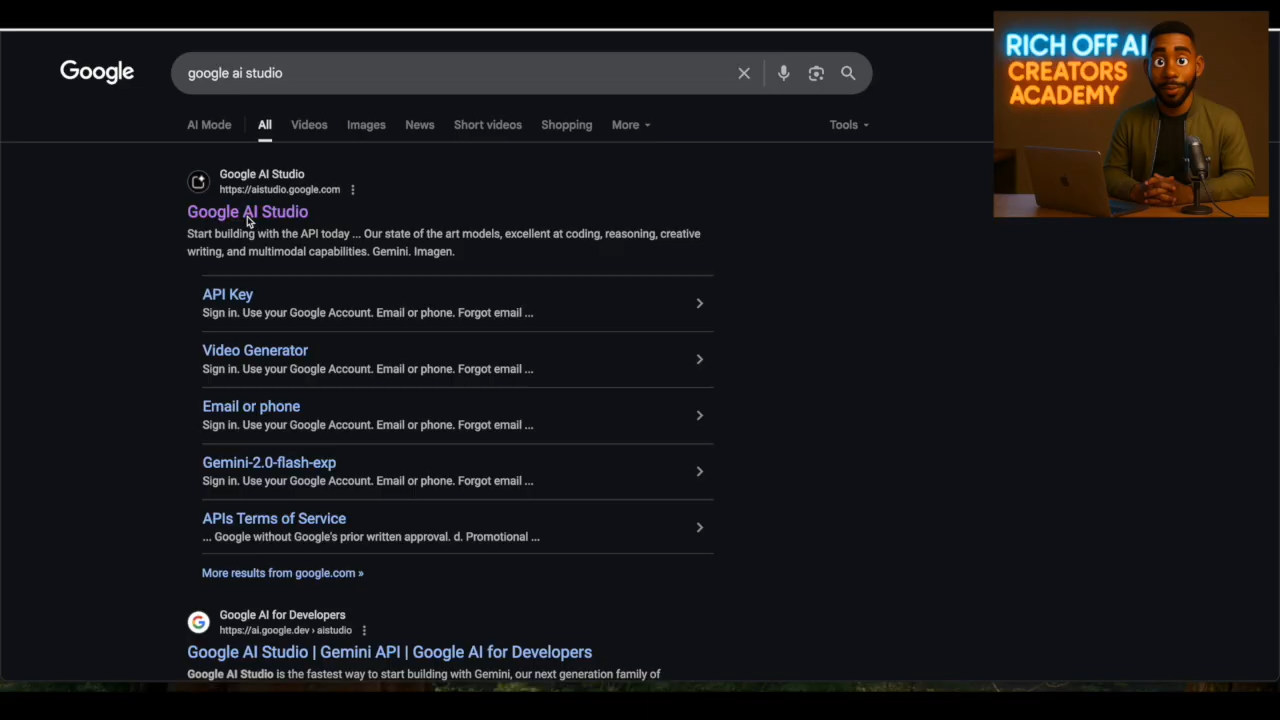 Google
google ai studio
AI Mode
All
Videos
Images
News
Short videos
Shopping
More
Tools
RICH OFF AI
CREATORS
ACADEMY
Google AI Studio
https://aistudio.google.com
Google AI Studio
Start building with the API today ... Our state of the art models, excellent at coding, reasoning, creative
writing, and multimodal capabilities. Gemini. Imagen.
API Key
Sign in. Use your Google Account. Email or phone. Forgot email ...
Video Generator
Sign in. Use your Google Account. Email or phone. Forgot email ...
Email or phone
Sign in. Use your Google Account. Email or phone. Forgot email ...
Gemini-2.0-flash-exp
Sign in. Use your Google Account. Email or phone. Forgot email ...
APIs Terms of Service
... Google without Google's prior written approval. d. Promotional ...
More results from google.com »
Google AI for Developers
https://ai.google.dev › aistudio
Google AI Studio | Gemini API | Google AI for Developers
Google AI Studio is the fastest way to start building with Gemini, our next generation family of